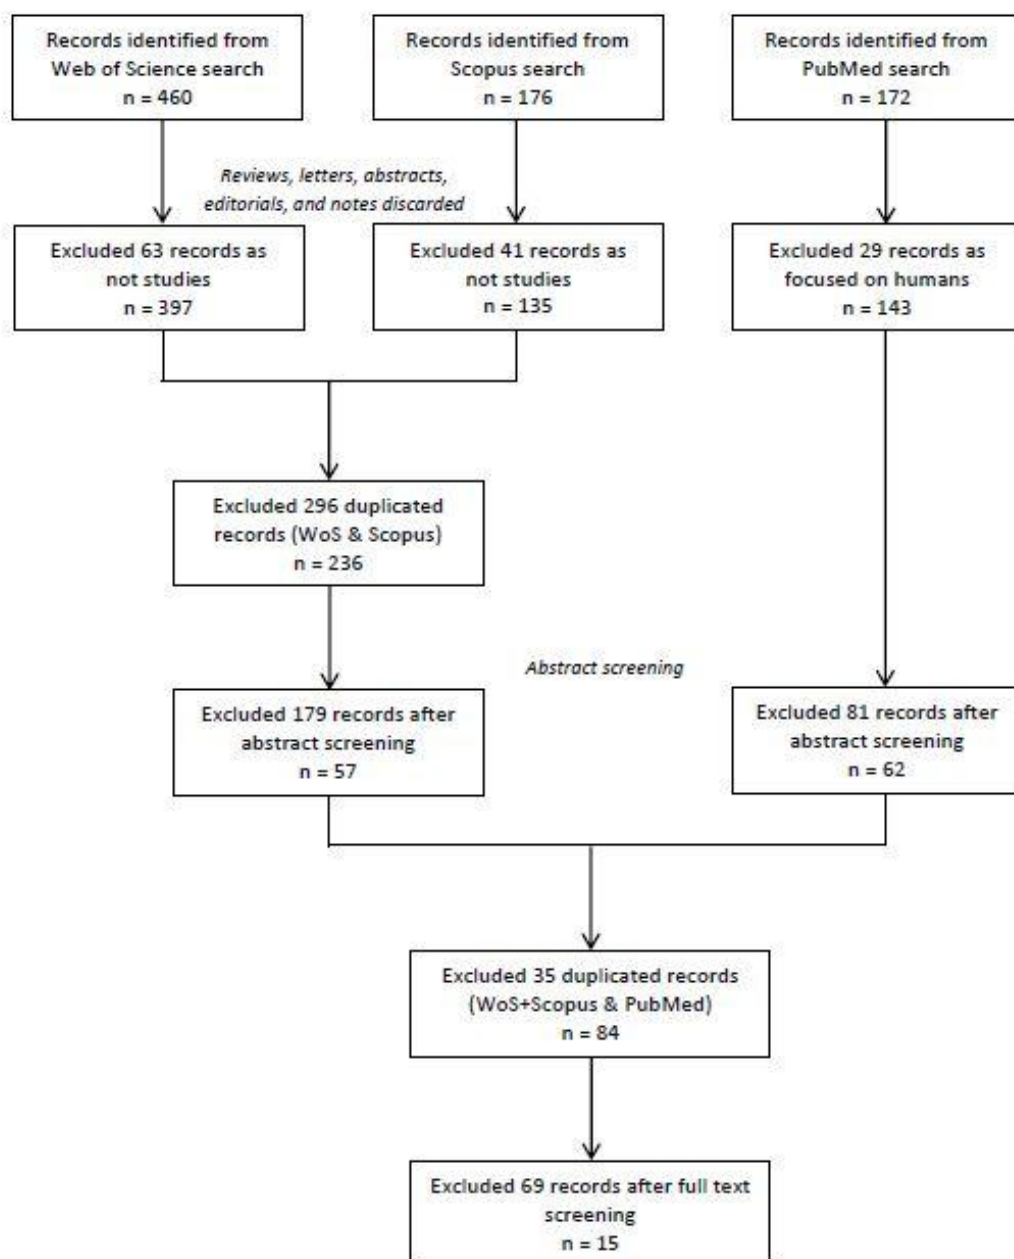 Records identified from
Web of Science search
n = 460
Records identified from
Scopus search
n = 176
Records identified from
PubMed search
n = 172
Reviews, letters, abstracts,
editorials, and notes discarded
Excluded 63 records as
not studies
n = 397
Excluded 41 records as
not studies
n = 135
Excluded 29 records as
focused on humans
n = 143
Excluded 296 duplicated
records (WoS & Scopus)
n = 236
Abstract screening
Excluded 179 records after
abstract screening
n = 57
Excluded 81 records after
abstract screening
n = 62
Excluded 35 duplicated records
(WoS+Scopus & PubMed)
n = 84
Excluded 69 records after full text
screening
n = 15